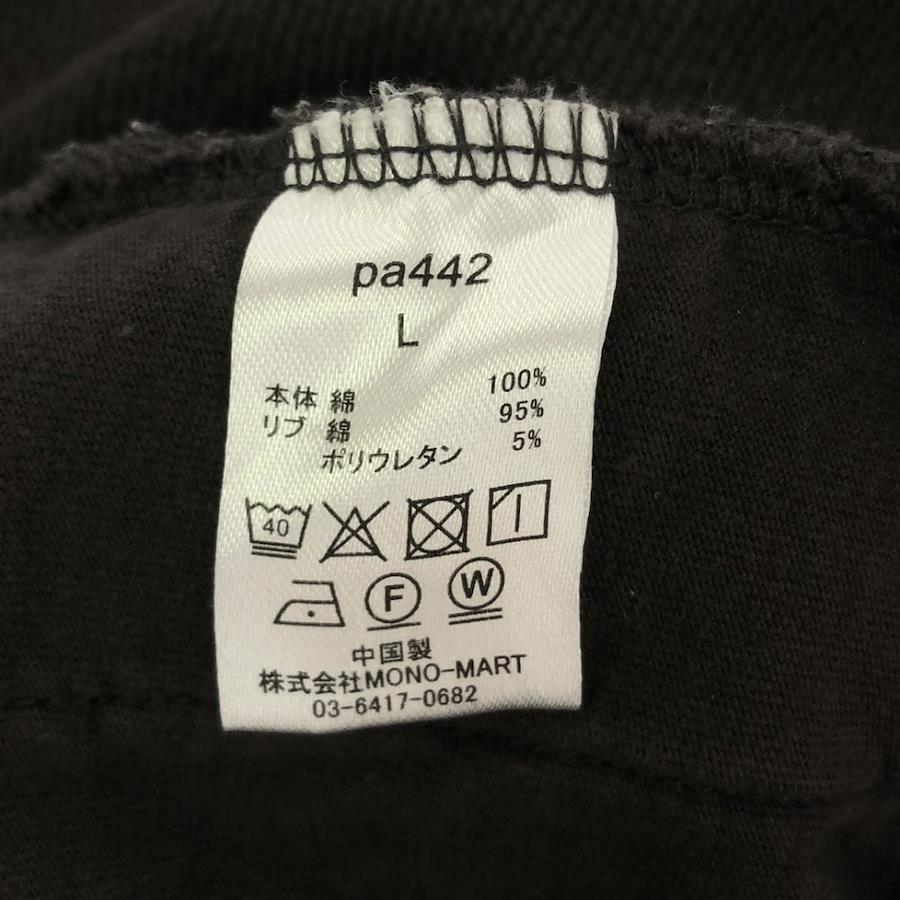 pa442
L
本体 綿 100%
リブ 綿 95%
ポリウレタン 5%
40
F W
中国製
株式会社MONO-MART
03-6417-0682